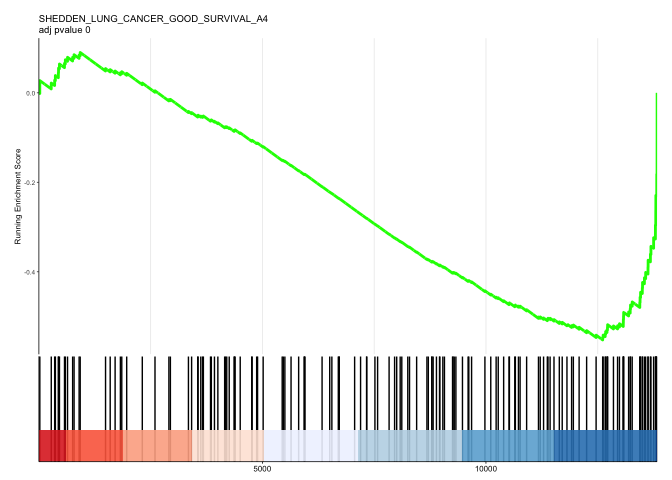 SHEDDEN_LUNG_CANCER_GOOD_SURVIVAL_A4
adj pvalue 0
0.0
-0.2
-0.4
Running Enrichment Score
5000
10000